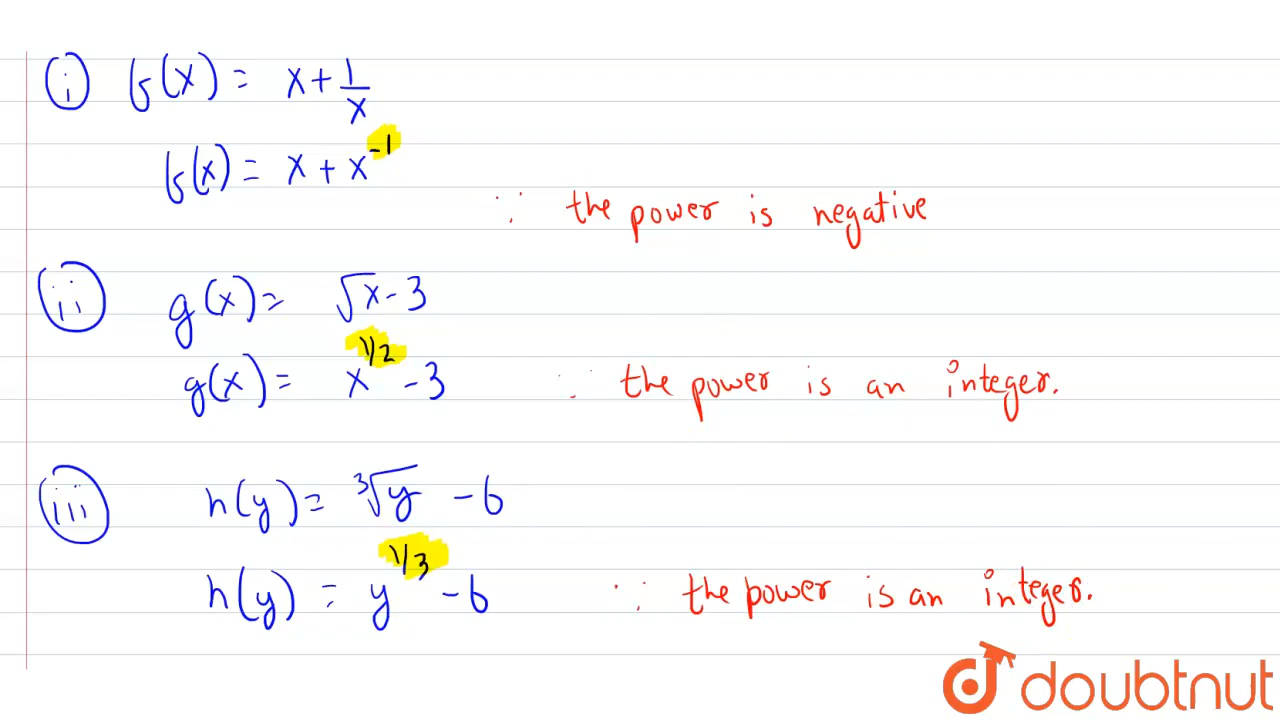 (i) f(x) = x + 1/x
f(x) = x + x^-1
∵ the power is negative
(ii) g(x) = √x - 3
g(x) = x^1/2 - 3 ∵ the power is an integer.
(iii) h(y) = ∛y - 6
h(y) = y^1/3 - 6 ∵ the power is an integer.
doubtnut